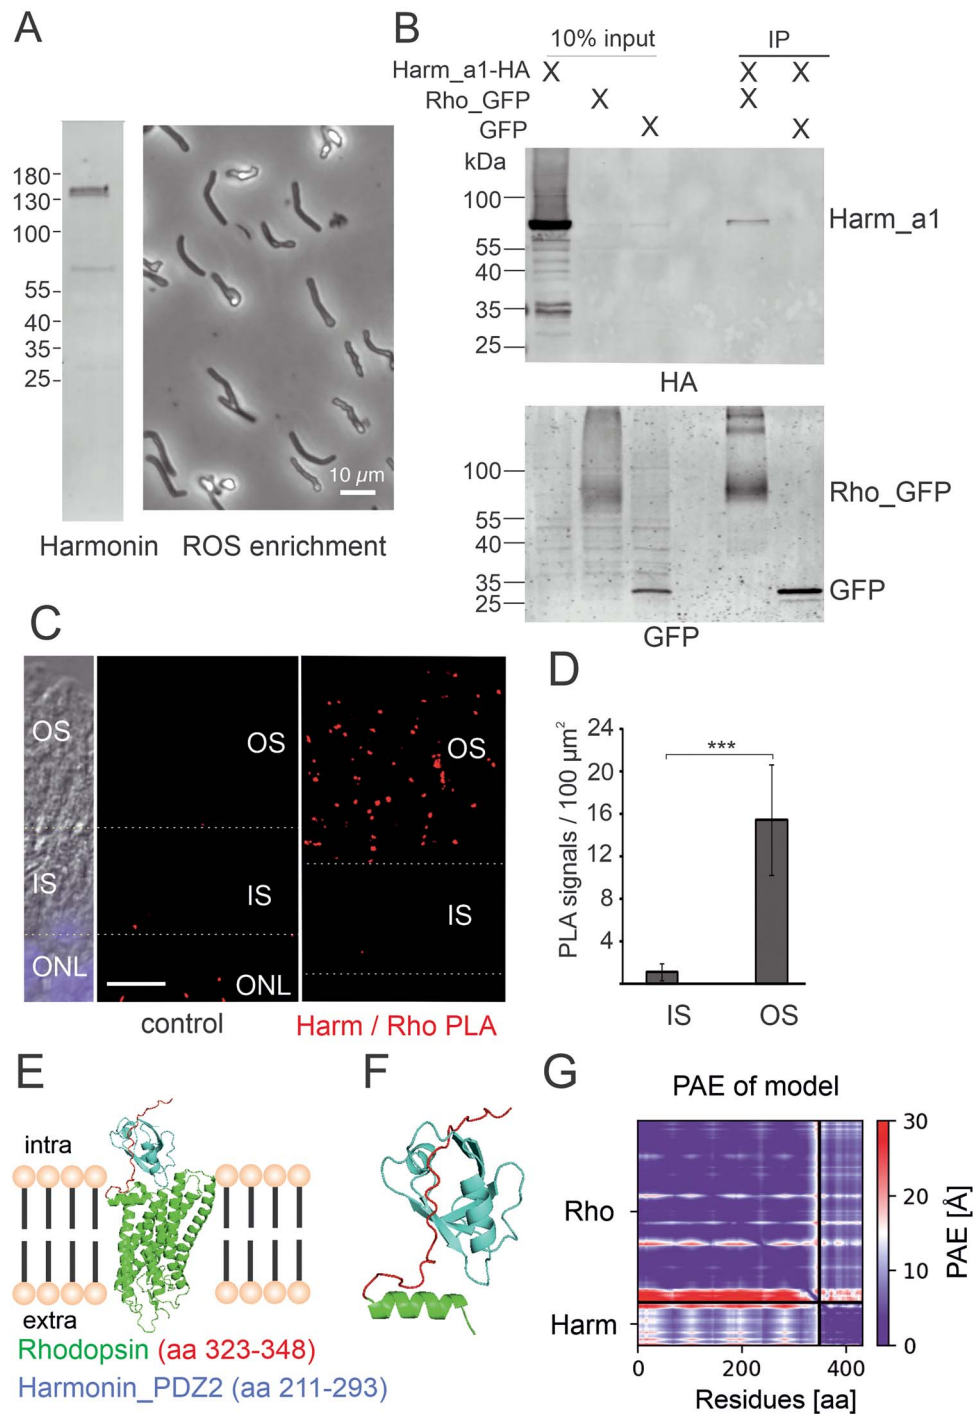 A
180
130
100
55
40
35
25
10 µm
Harmonin ROS enrichment
B
10% input IP
Harm_a1-HA X X X
Rho_GFP X X
GFP X X
kDa
100
55
40
35
25
Harm_a1
HA
100
55
40
35
25
Rho_GFP
GFP
GFP
C
OS
IS
ONL
OS
IS
ONL
OS
IS
control Harm / Rho PLA
D
PLA signals / 100 µm²
24
20
16
12
8
4
***
IS OS
E
intra
extra
Rhodopsin (aa 323-348)
Harmonin_PDZ2 (aa 211-293)
F
G
PAE of model
Rho
Harm
0 200 400
Residues [aa]
30
20
10
0
PAE [Å]